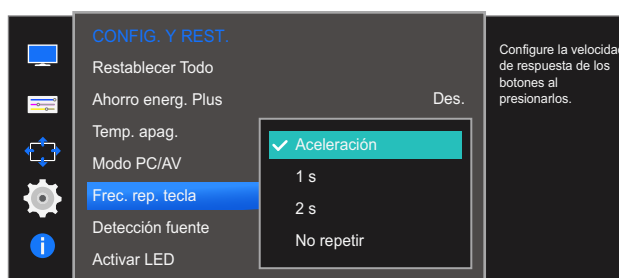 CONFIG. Y REST.
Restablecer Todo
Ahorro energ. Plus Des.
Temp. apag.
Modo PC/AV
Frec. rep. tecla
Detección fuente
Activar LED
Aceleración
1 s
2 s
No repetir
Configure la
de respuesta de los
botones al
presionarlos.